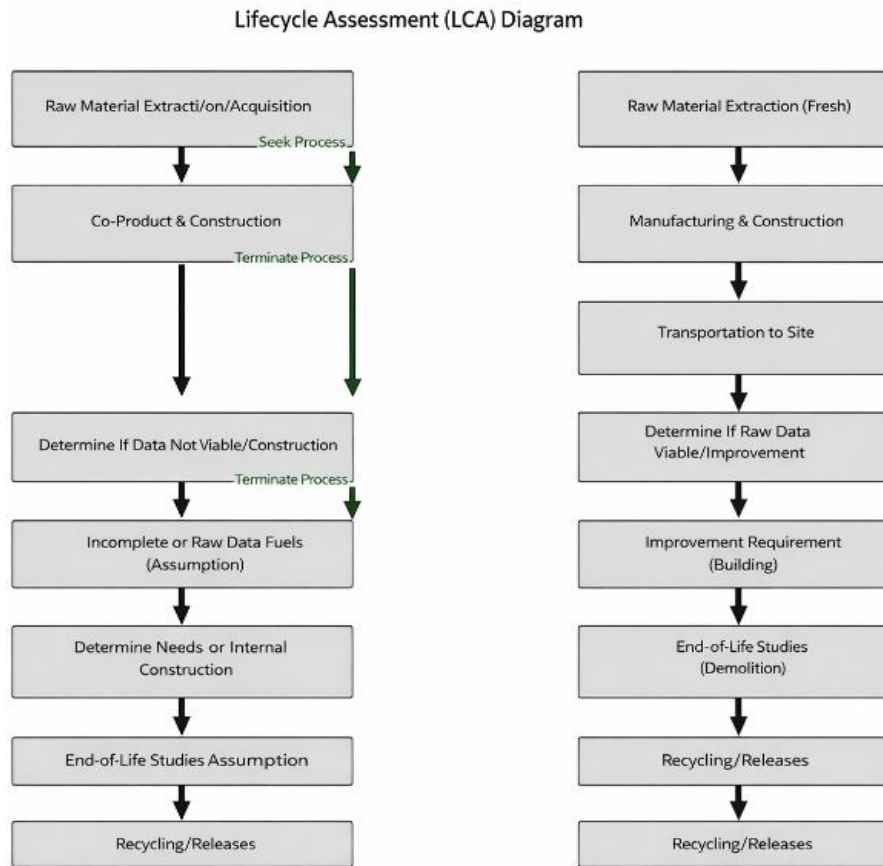 Lifecycle Assessment (LCA) Diagram
Raw Material Extracti/on/Acquisition
Seek Process
Co-Product & Construction
Terminate Process
Determine If Data Not Viable/Construction
Terminate Process
Incomplete or Raw Data Fuels
(Assumption)
Determine Needs or Internal
Construction
End-of-Life Studies Assumption
Recycling/Releases
Raw Material Extraction (Fresh)
Manufacturing & Construction
Transportation to Site
Determine If Raw Data
Viable/Improvement
Improvement Requirement
(Building)
End-of-Life Studies
(Demolition)
Recycling/Releases
Recycling/Releases